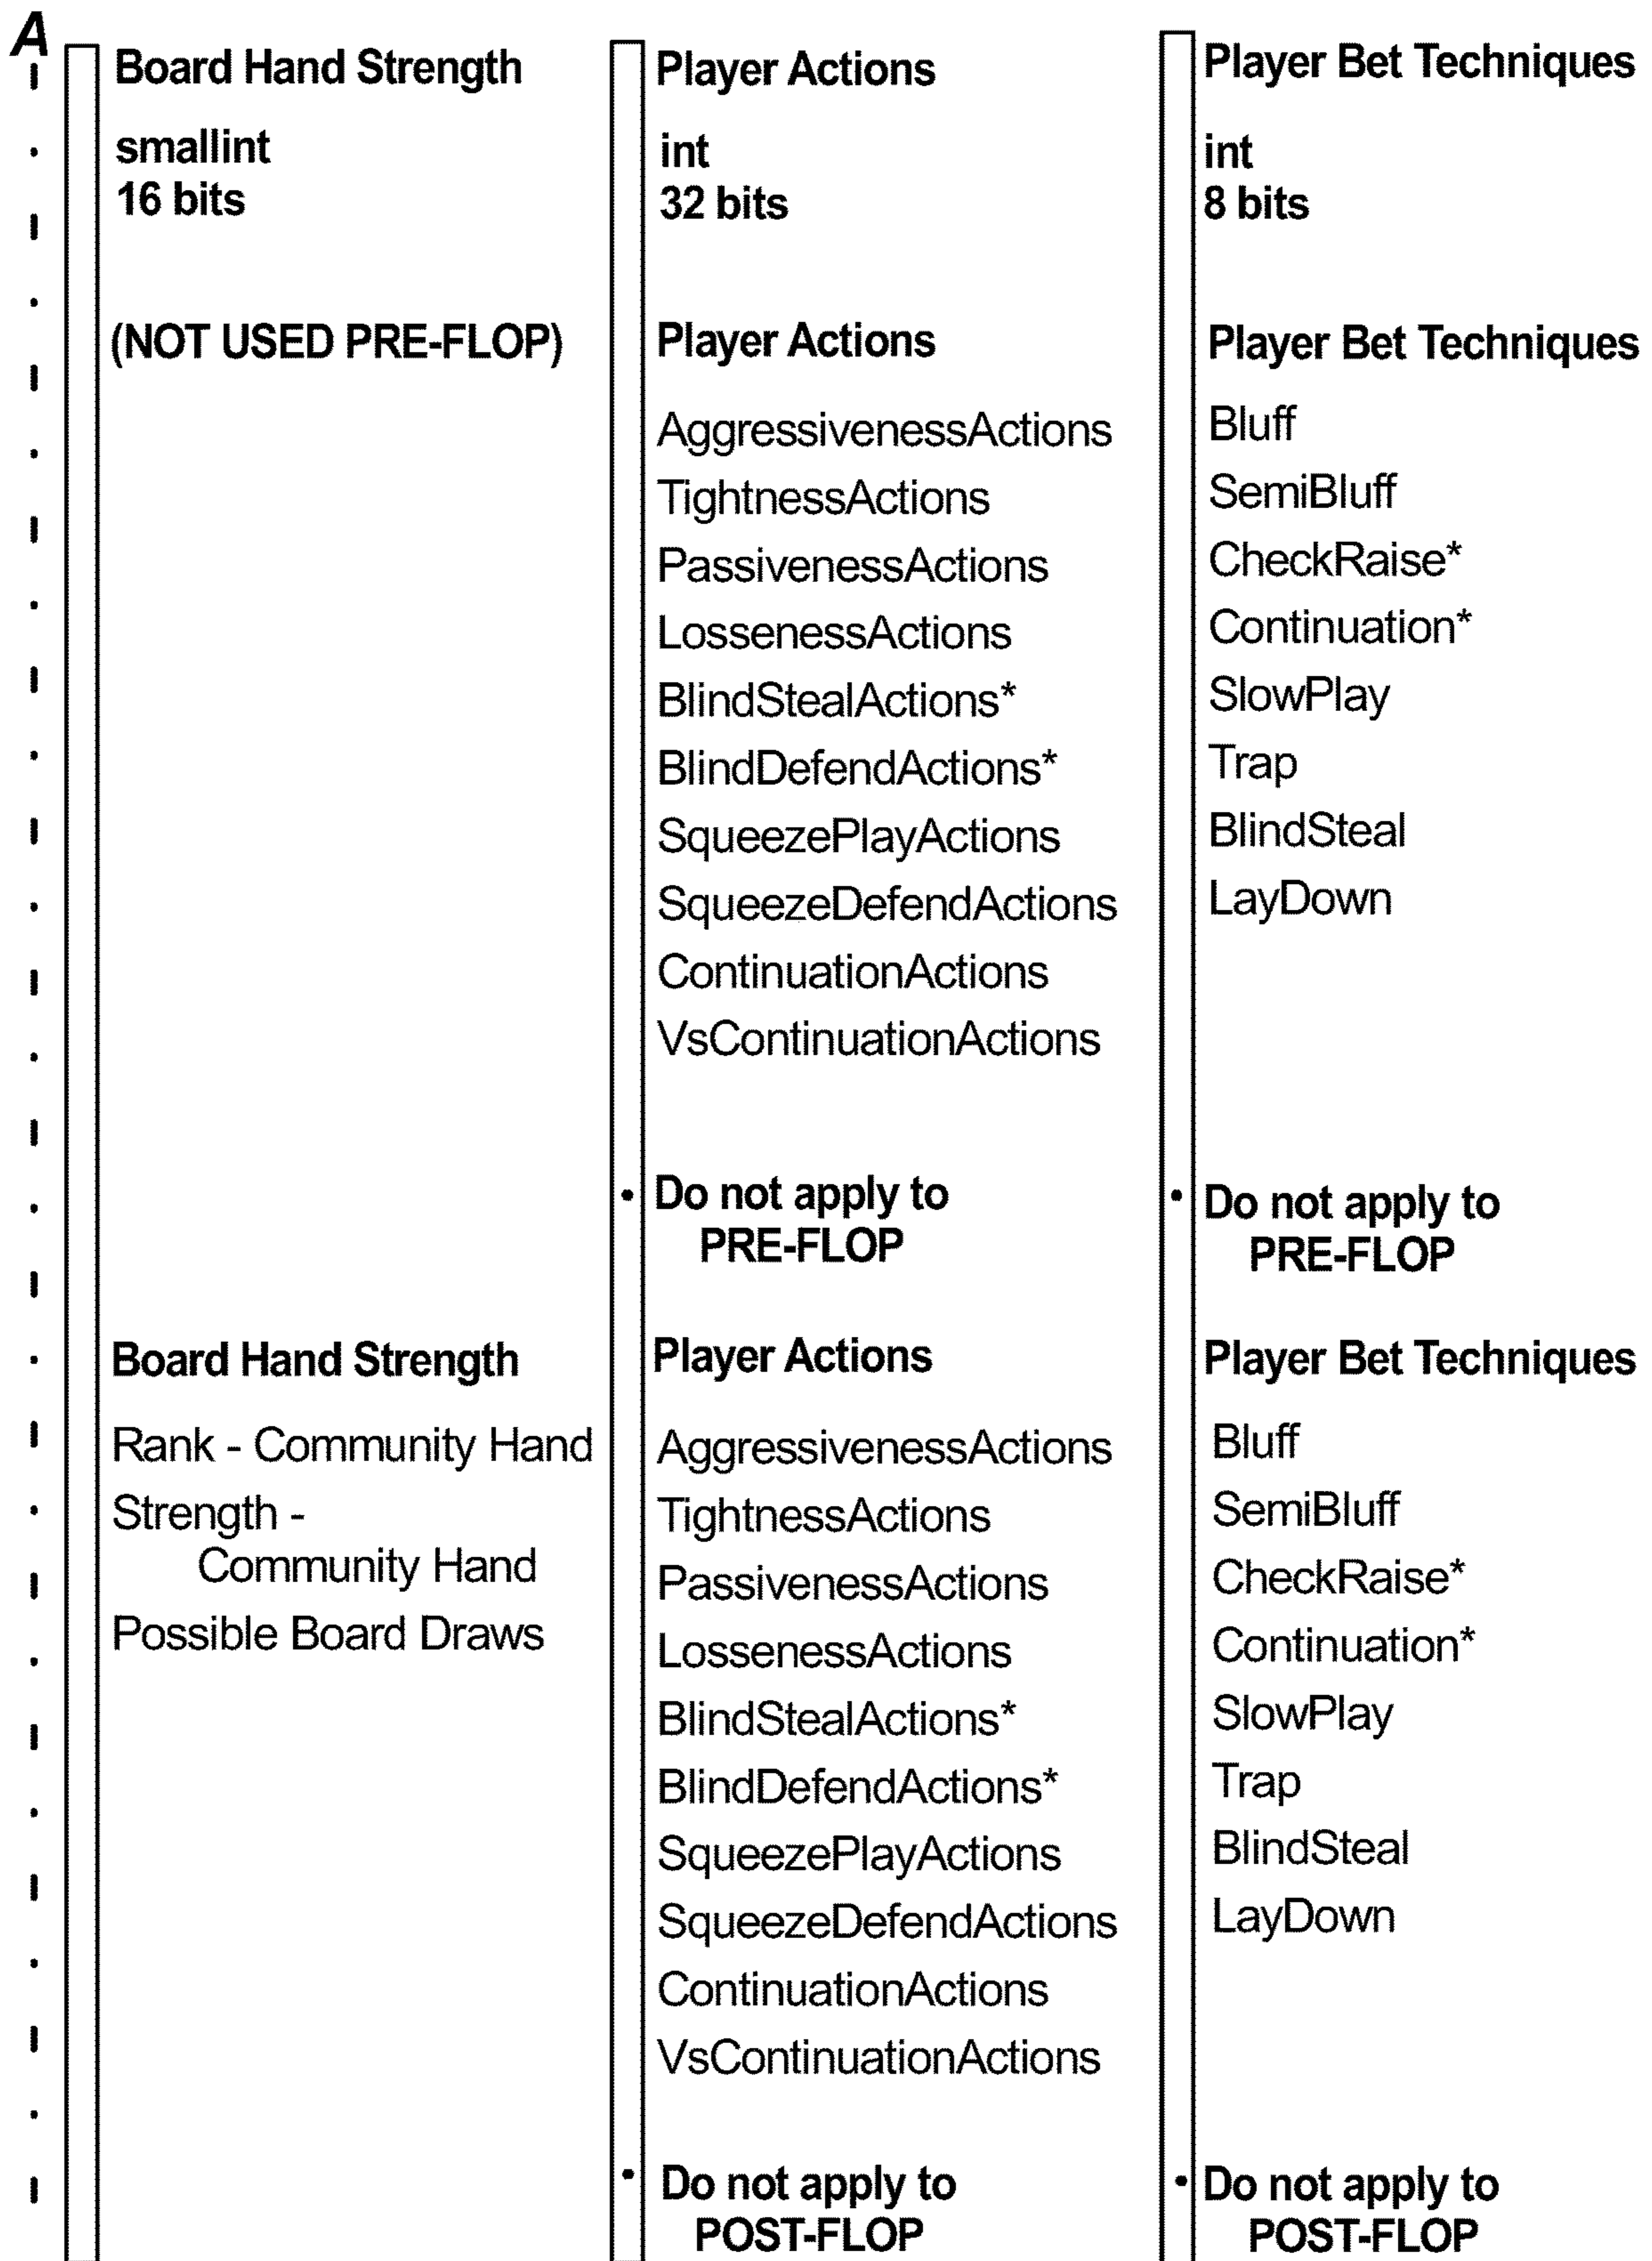 A
Board Hand Strength
smallint
16 bits
(NOT USED PRE-FLOP)
Board Hand Strength
Rank - Community Hand
Strength -
Community Hand
Possible Board Draws
Player Actions
int
32 bits
Player Actions
AggressivenessActions
TightnessActions
PassivenessActions
LossenessActions
BlindStealActions*
BlindDefendActions*
SqueezePlayActions
SqueezeDefendActions
ContinuationActions
VsContinuationActions
• Do not apply to
PRE-FLOP
Player Actions
AggressivenessActions
TightnessActions
PassivenessActions
LossenessActions
BlindStealActions*
BlindDefendActions*
SqueezePlayActions
SqueezeDefendActions
ContinuationActions
VsContinuationActions
• Do not apply to
POST-FLOP
Player Bet Techniques
int
8 bits
Player Bet Techniques
Bluff
SemiBluff
CheckRaise*
Continuation*
SlowPlay
Trap
BlindSteal
LayDown
• Do not apply to
PRE-FLOP
Player Bet Techniques
Bluff
SemiBluff
CheckRaise*
Continuation*
SlowPlay
Trap
BlindSteal
LayDown
• Do not apply to
POST-FLOP